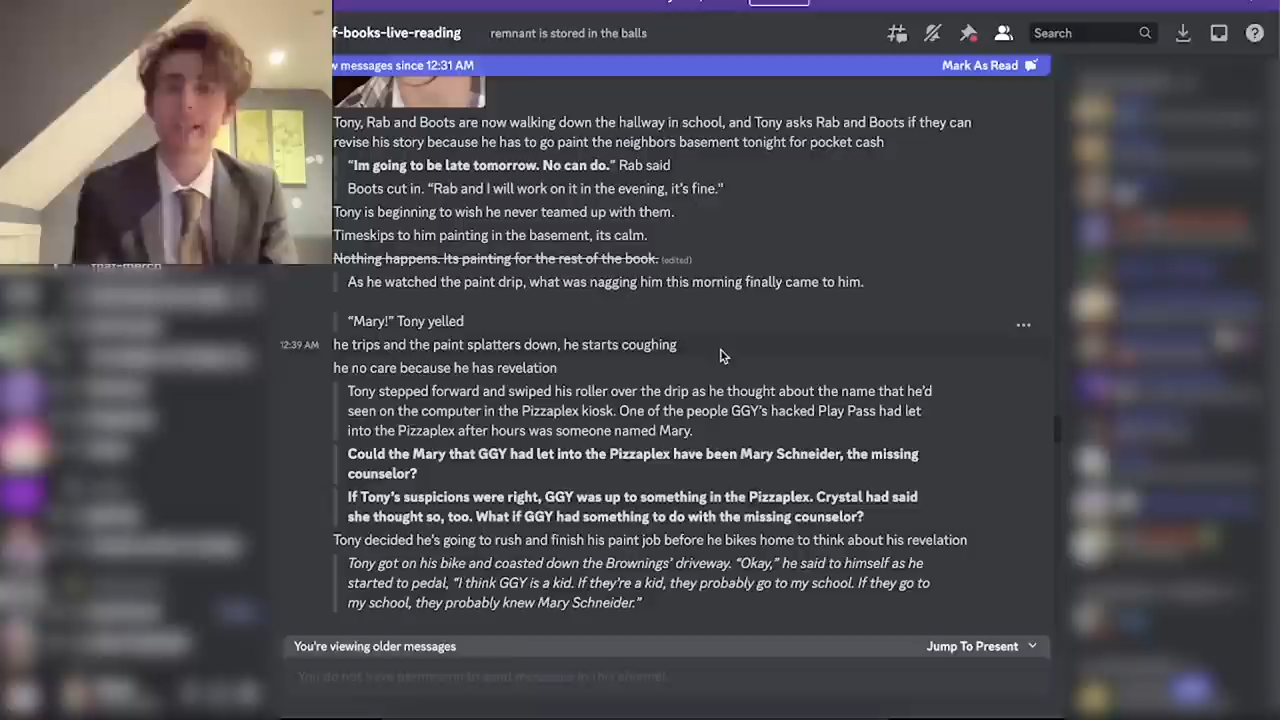 f-books-live-reading
remnant is stored in the balls
Search
w messages since 12:31 AM
Mark As Read
Tony, Rab and Boots are now walking down the hallway in school, and Tony asks Rab and Boots if they can
revise his story because he has to go paint the neighbors basement tonight for pocket cash
“Im going to be late tomorrow. No can do.” Rab said
Boots cut in. “Rab and I will work on it in the evening, it’s fine.”
Tony is beginning to wish he never teamed up with them.
Timeskips to him painting in the basement, its calm.
Nothing happens. Its painting for the rest of the book. (edited)
As he watched the paint drip, what was nagging him this morning finally came to him.
“Mary!” Tony yelled
12:39 AM
he trips and the paint splatters down, he starts coughing
he no care because he has revelation
Tony stepped forward and swiped his roller over the drip as he thought about the name that he’d
seen on the computer in the Pizzaplex kiosk. One of the people GGY’s hacked Play Pass had let
into the Pizzaplex after hours was someone named Mary.
Could the Mary that GGY had let into the Pizzaplex have been Mary Schneider, the missing
counselor?
If Tony’s suspicions were right, GGY was up to something in the Pizzaplex. Crystal had said
she thought so, too. What if GGY had something to do with the missing counselor?
Tony decided he’s going to rush and finish his paint job before he bikes home to think about his revelation
Tony got on his bike and coasted down the Brownings’ driveway. “Okay,” he said to himself as he
started to pedal, “I think GGY is a kid. If they’re a kid, they probably go to my school. If they go to
my school, they probably knew Mary Schneider.”
You're viewing older messages
Jump To Present
You do not have permission to send messages in this channel.